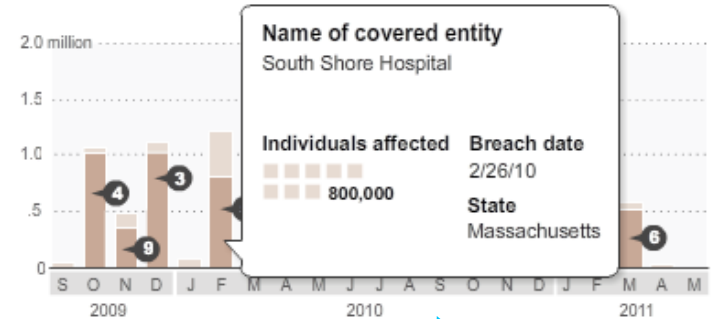 2.0 million
1.5
1.0
.5
0
4
9
3
6
Name of covered entity
South Shore Hospital
Individuals affected
800,000
Breach date
2/26/10
State
Massachusetts
S O N D J F M A M J J A S O N D J F M A M
2009 2010 2011